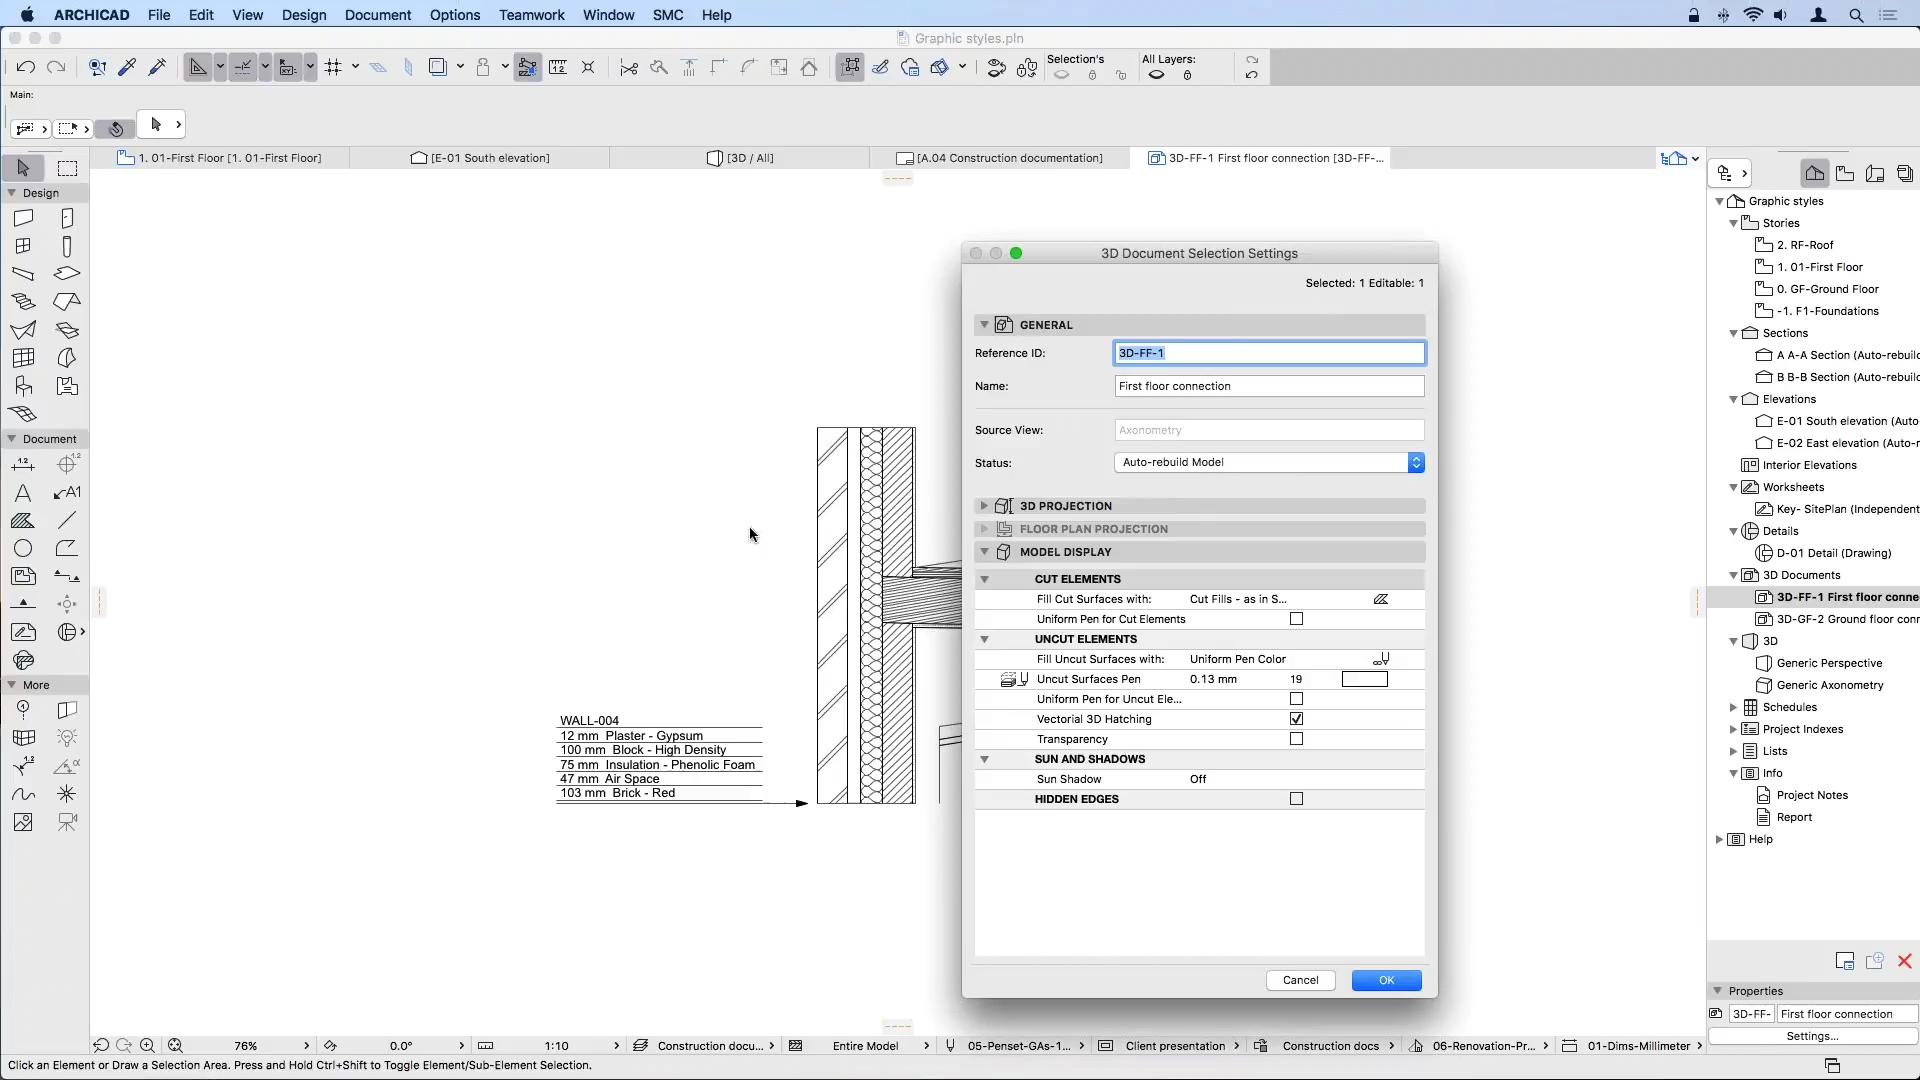 ARCHICAD File Edit View Design Document Options Teamwork Window SMC Help
Graphic styles.pln
Selection's
All Layers:
Main:
1. 01-First Floor [1. 01-First Floor]
[E-01 South elevation]
[3D / All]
[A.04 Construction documentation]
3D-FF-1 First floor connection [3D-FF-...
Design
Document
More
WALL-004
12 mm Plaster - Gypsum
100 mm Block - High Density
75 mm Insulation - Phenolic Foam
47 mm Air Space
103 mm Brick - Red
3D Document Selection Settings
Selected: 1 Editable: 1
GENERAL
Reference ID: 3D-FF-1
Name: First floor connection
Source View: Axonometry
Status: Auto-rebuild Model
3D PROJECTION
FLOOR PLAN PROJECTION
MODEL DISPLAY
CUT ELEMENTS
Fill Cut Surfaces with: Cut Fills - as in S...
Uniform Pen for Cut Elements
UNCUT ELEMENTS
Fill Uncut Surfaces with: Uniform Pen Color
Uncut Surfaces Pen 0.13 mm 19
Uniform Pen for Uncut Ele...
Vectorial 3D Hatching
Transparency
SUN AND SHADOWS
Sun Shadow Off
HIDDEN EDGES
Cancel OK
Graphic styles
Stories
2. RF-Roof
1. 01-First Floor
0. GF-Ground Floor
-1. F1-Foundations
Sections
A A-A Section (Auto-rebuild
B B-B Section (Auto-rebuild
Elevations
E-01 South elevation (Auto
E-02 East elevation (Auto-r
Interior Elevations
Worksheets
Key- SitePlan (Independent
Details
D-01 Detail (Drawing)
3D Documents
3D-FF-1 First floor conne
3D-GF-2 Ground floor conn
3D
Generic Perspective
Generic Axonometry
Schedules
Project Indexes
Lists
Info
Project Notes
Report
Help
Properties
3D-FF- First floor connection
Settings...
76% 0.0° 1:10 Construction docu... Entire Model 05-Penset-GAs-1... Client presentation Construction docs 06-Renovation-Pr... 01-Dims-Millimeter
Click an Element or Draw a Selection Area. Press and Hold Ctrl+Shift to Toggle Element/Sub-Element Selection.